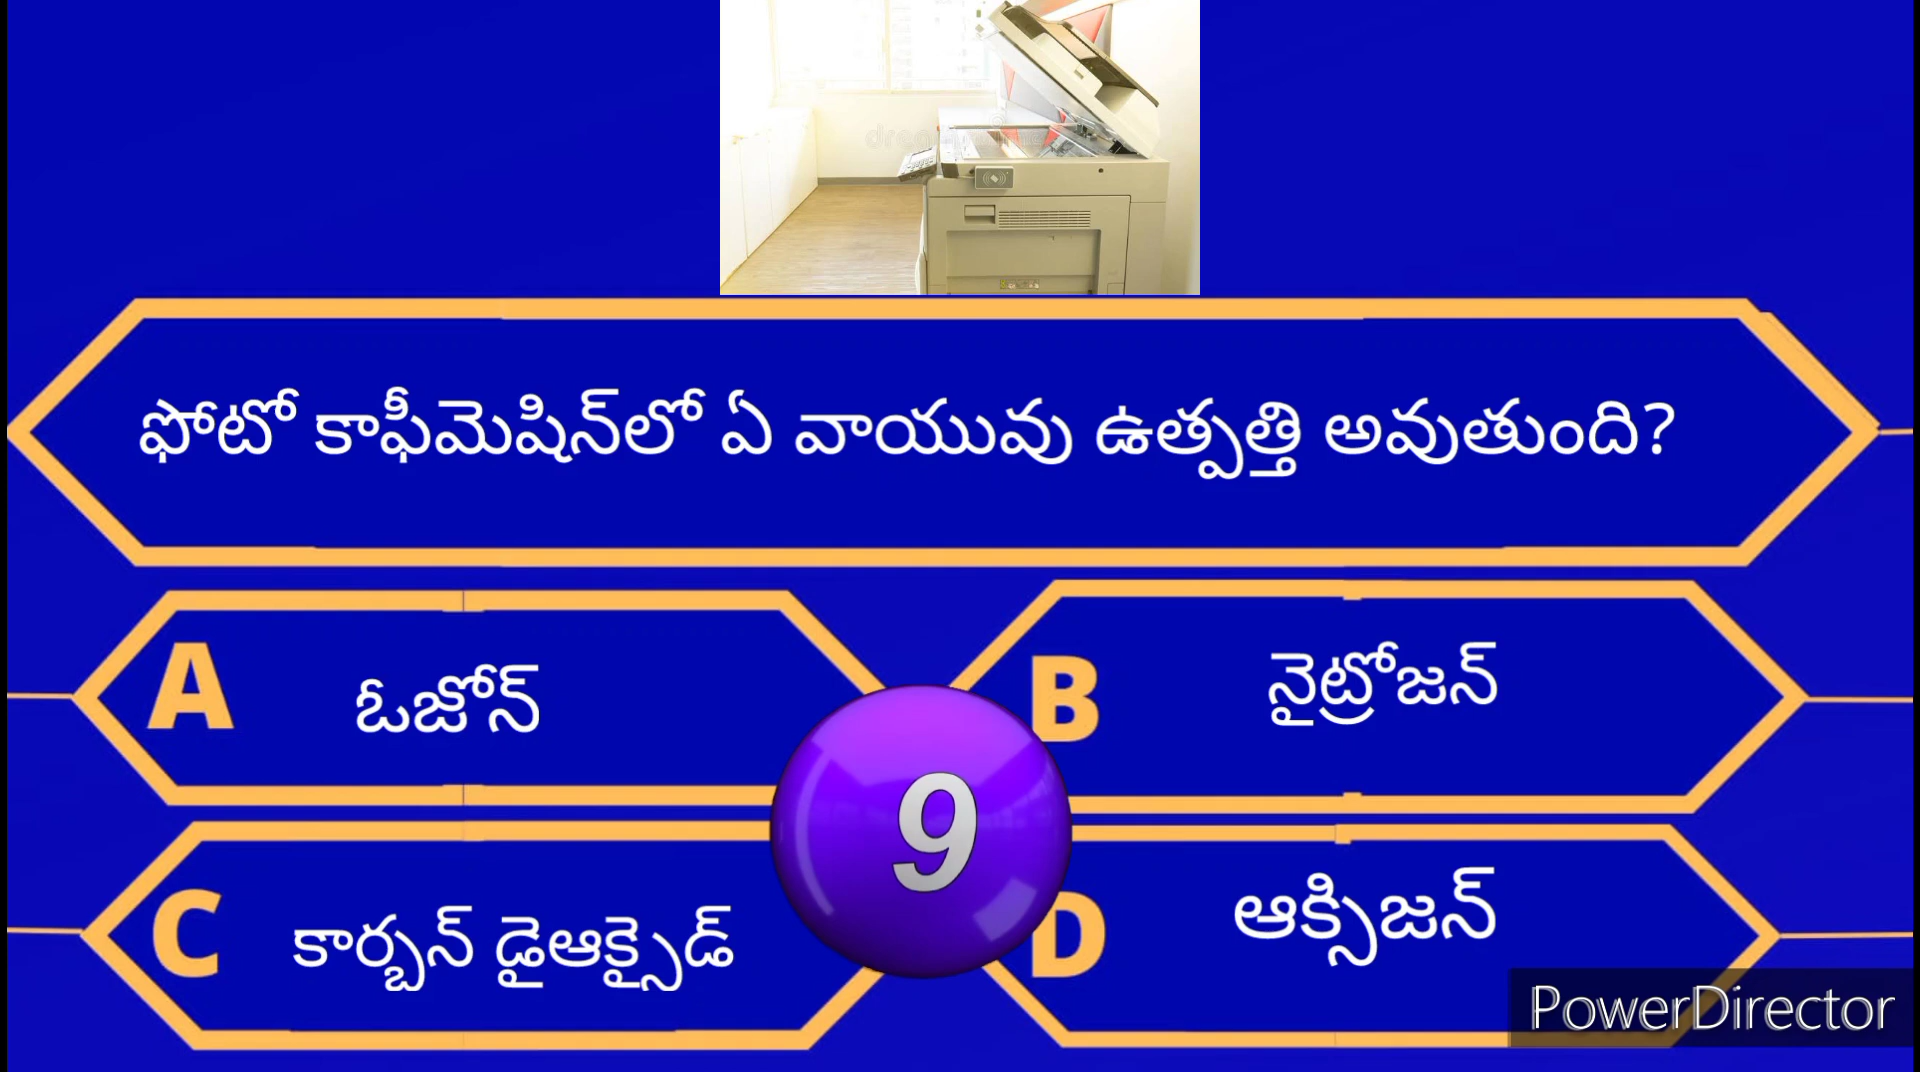 ఫోటో కాఫీమెషిన్‌లో ఏ వాయువు ఉత్పత్తి అవుతుంది?
A ఓజోన్
B నైట్రోజన్
9
C కార్బన్ డైఆక్సైడ్
D ఆక్సిజన్
PowerDirector